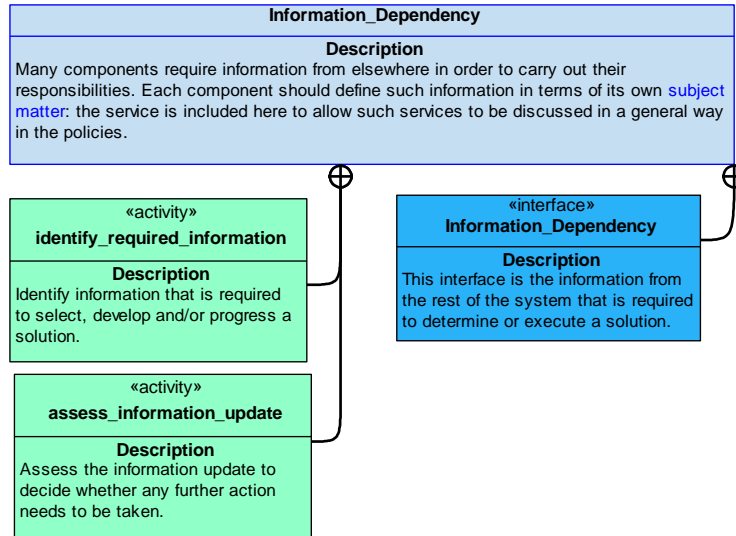 Information_Dependency
Description
Many components require information from elsewhere in order to carry out their
responsibilities. Each component should define such information in terms of its own subject
matter: the service is included here to allow such services to be discussed in a general way
in the policies.
«activity»
identify_required_information
Description
Identify information that is required
to select, develop and/or progress a
solution.
«interface»
Information_Dependency
Description
This interface is the information from
the rest of the system that is required
to determine or execute a solution.
«activity»
assess_information_update
Description
Assess the information update to
decide whether any further action
needs to be taken.